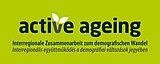 active ageing
Interregionale Zusammenarbeit zum demografischen Wandel
Interregionális együttműködés a demográfiai változások jegyében